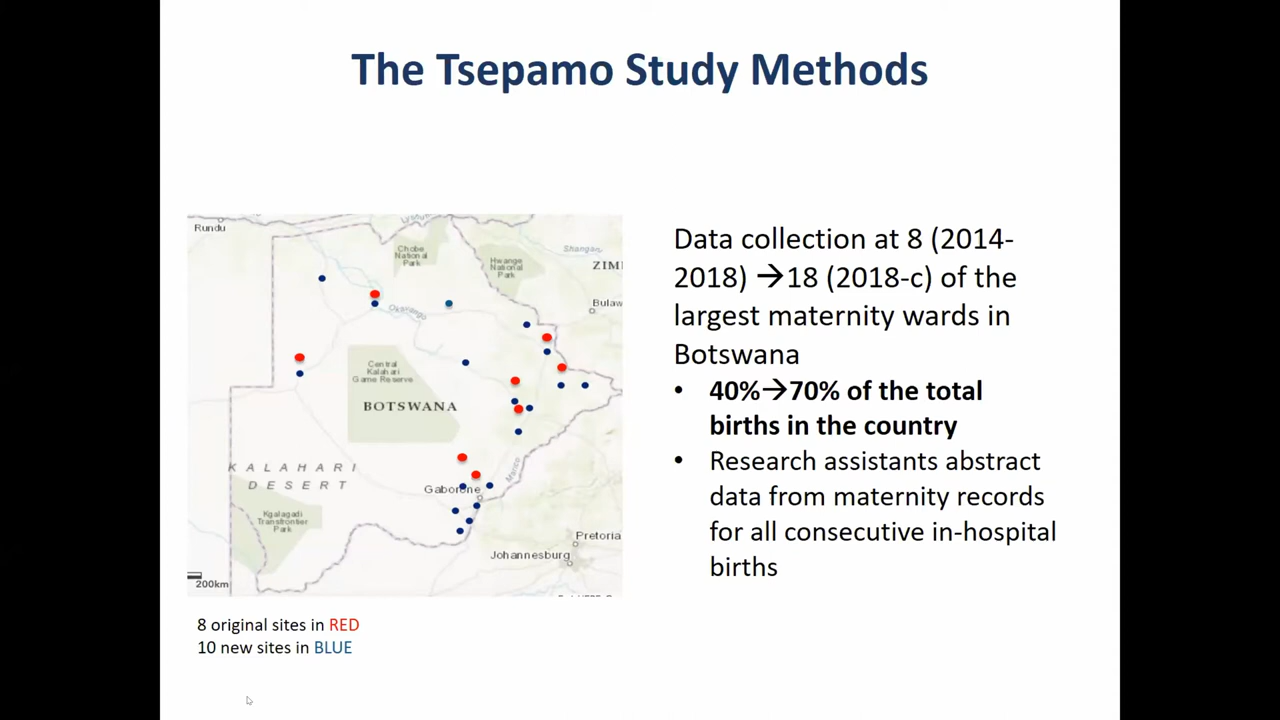 The Tsepamo Study Methods
Rundu
Chobe
National
Park
Hwange
National
Park
Shangan
ZIM
Bulaw
Okavango
Central
Kalahari
Game Reserve
BOTSWANA
KALAHARI
DESERT
Marico
Gaborone
Kgalagadi
Transfrontier
Park
Pretoria
Johannesburg
200km
8 original sites in RED
10 new sites in BLUE
Data collection at 8 (2014-
2018) →18 (2018-c) of the
largest maternity wards in
Botswana
• 40%→70% of the total
births in the country
• Research assistants abstract
data from maternity records
for all consecutive in-hospital
births